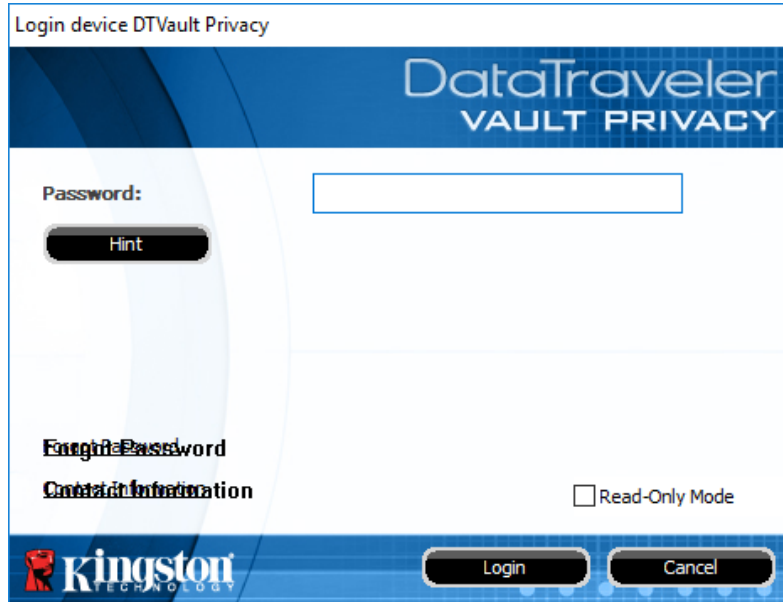 Login device DTVault Privacy
DataTraveler
VAULT PRIVACY
Password:
Hint
Forgot Password
Contact Information
Read-Only Mode
Kingston
TECHNOLOGY
Login
Cancel